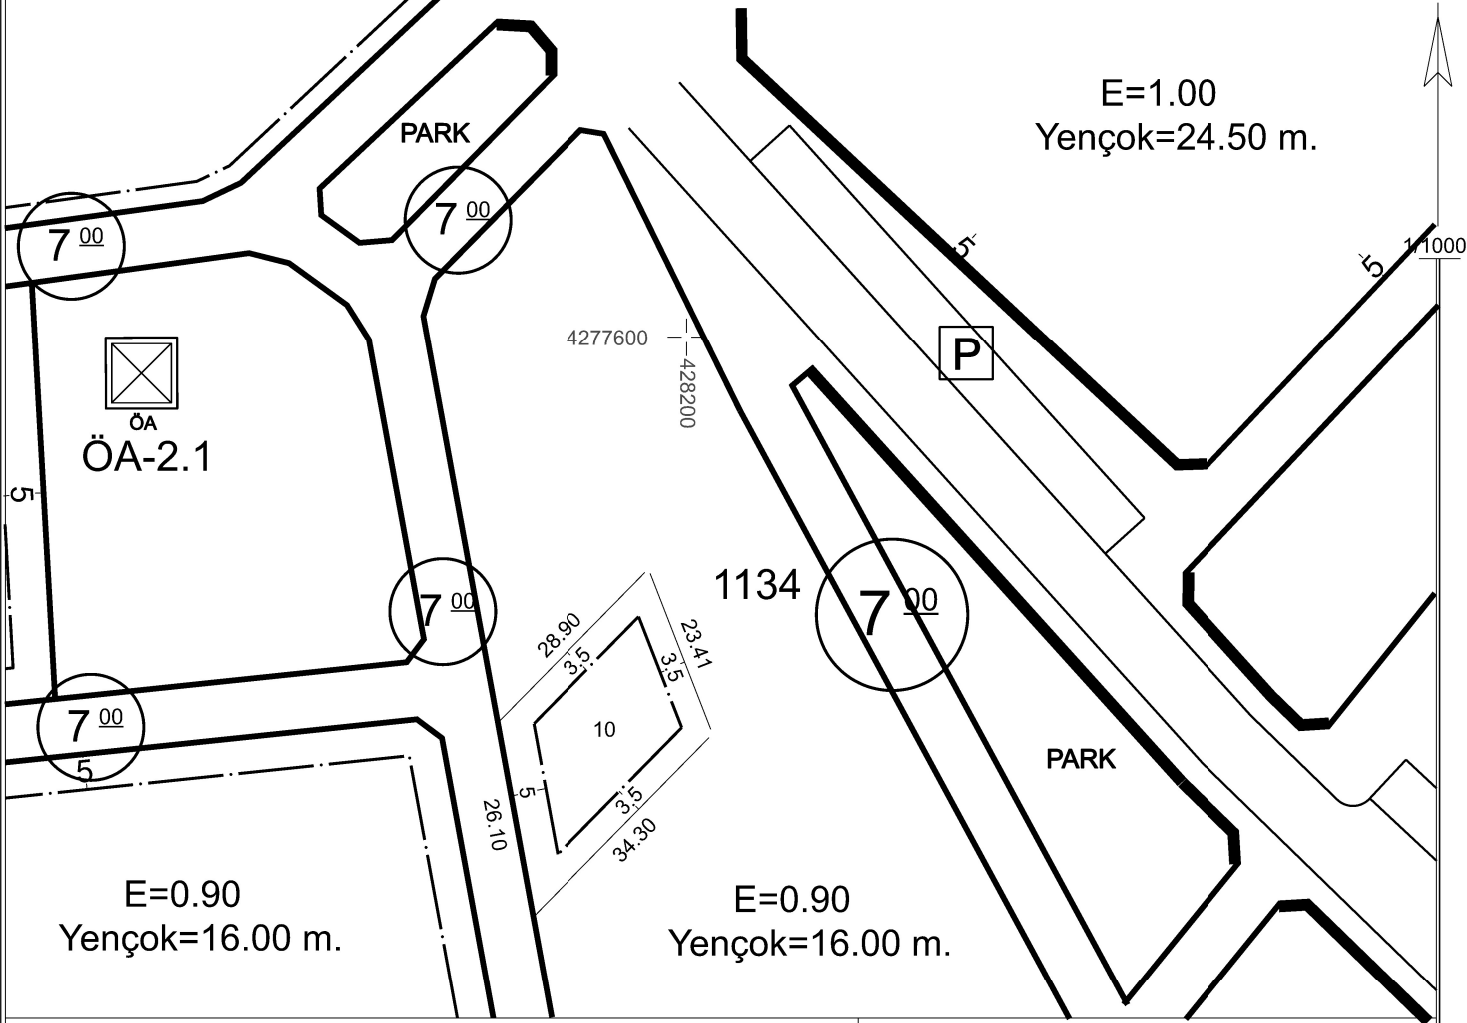 E=1.00
Yençok=24.50 m.
PARK
7 00
7 00
5
5
1/1000
4277600
428200
P
ÖA
ÖA-2.1
5
1134
7 00
7 00
28.90
3,5
23.41
3,5
10
7 00
5
5
26.10
3,5
34.30
PARK
E=0.90
Yençok=16.00 m.
E=0.90
Yençok=16.00 m.